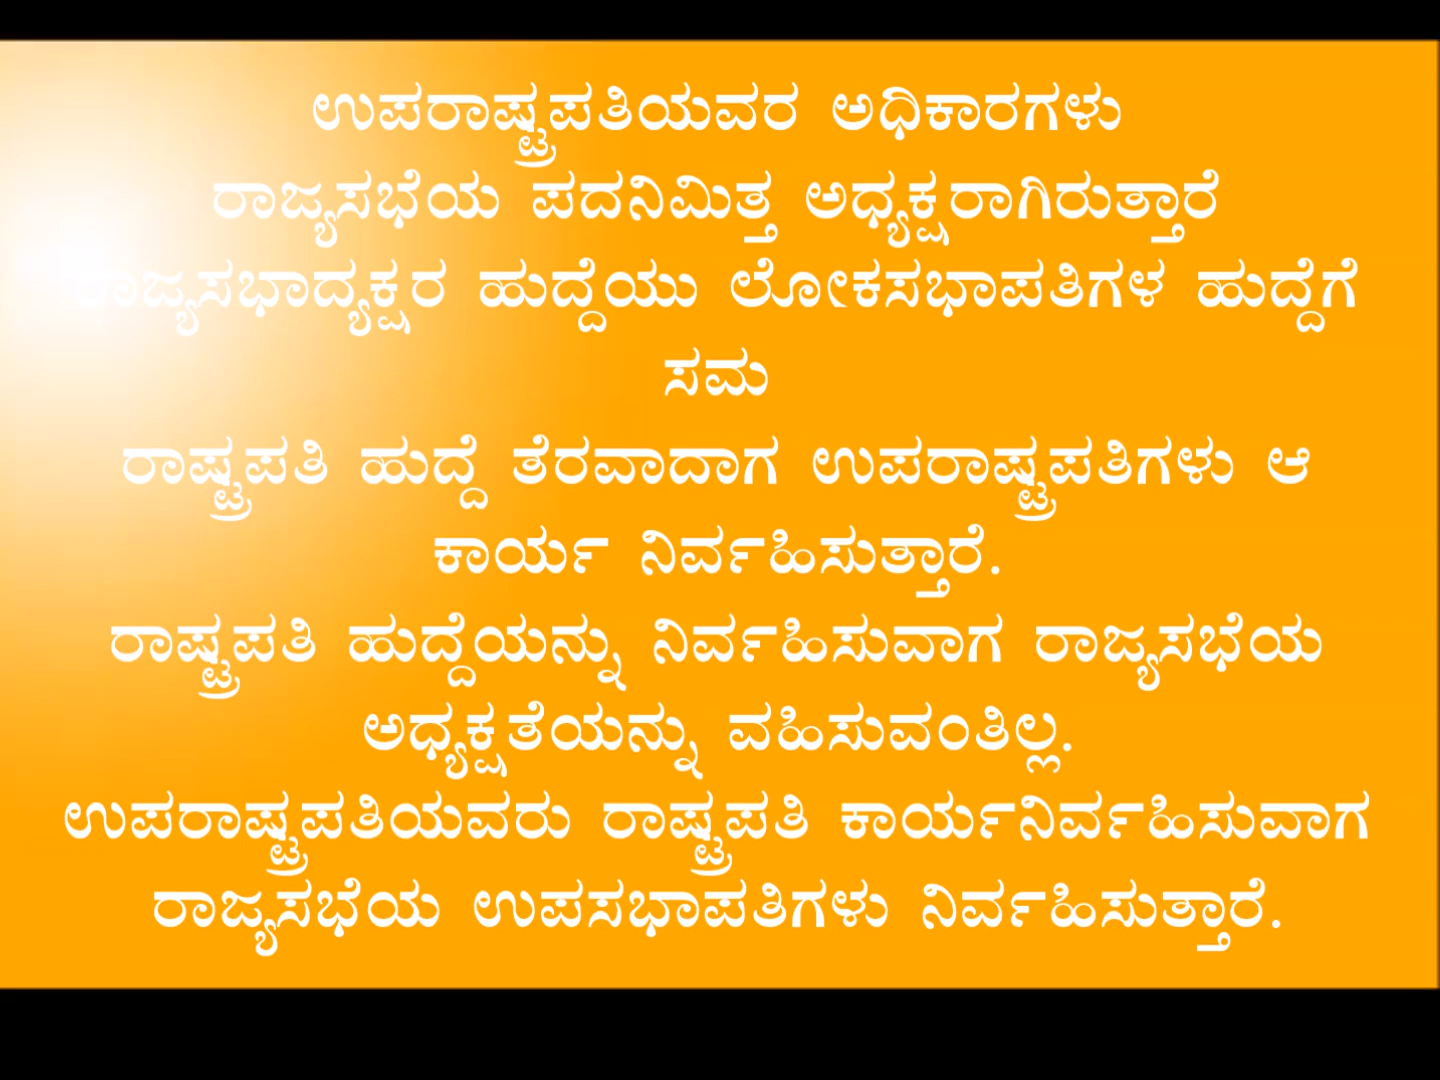 ಉಪರಾಷ್ಟ್ರಪತಿಯವರ ಅಧಿಕಾರಗಳು
ರಾಜ್ಯಸಭೆಯ ಪದನಿಮಿತ್ತ ಅಧ್ಯಕ್ಷರಾಗಿರುತ್ತಾರೆ
ರಾಜ್ಯಸಭಾದ್ಯಕ್ಷರ ಹುದ್ದೆಯು ಲೋಕಸಭಾಪತಿಗಳ ಹುದ್ದೆಗೆ
ಸಮ
ರಾಷ್ಟ್ರಪತಿ ಹುದ್ದೆ ತೆರವಾದಾಗ ಉಪರಾಷ್ಟ್ರಪತಿಗಳು ಆ
ಕಾರ್ಯ ನಿರ್ವಹಿಸುತ್ತಾರೆ.
ರಾಷ್ಟ್ರಪತಿ ಹುದ್ದೆಯನ್ನು ನಿರ್ವಹಿಸುವಾಗ ರಾಜ್ಯಸಭೆಯ
ಅಧ್ಯಕ್ಷತೆಯನ್ನು ವಹಿಸುವಂತಿಲ್ಲ.
ಉಪರಾಷ್ಟ್ರಪತಿಯವರು ರಾಷ್ಟ್ರಪತಿ ಕಾರ್ಯನಿರ್ವಹಿಸುವಾಗ
ರಾಜ್ಯಸಭೆಯ ಉಪಸಭಾಪತಿಗಳು ನಿರ್ವಹಿಸುತ್ತಾರೆ.